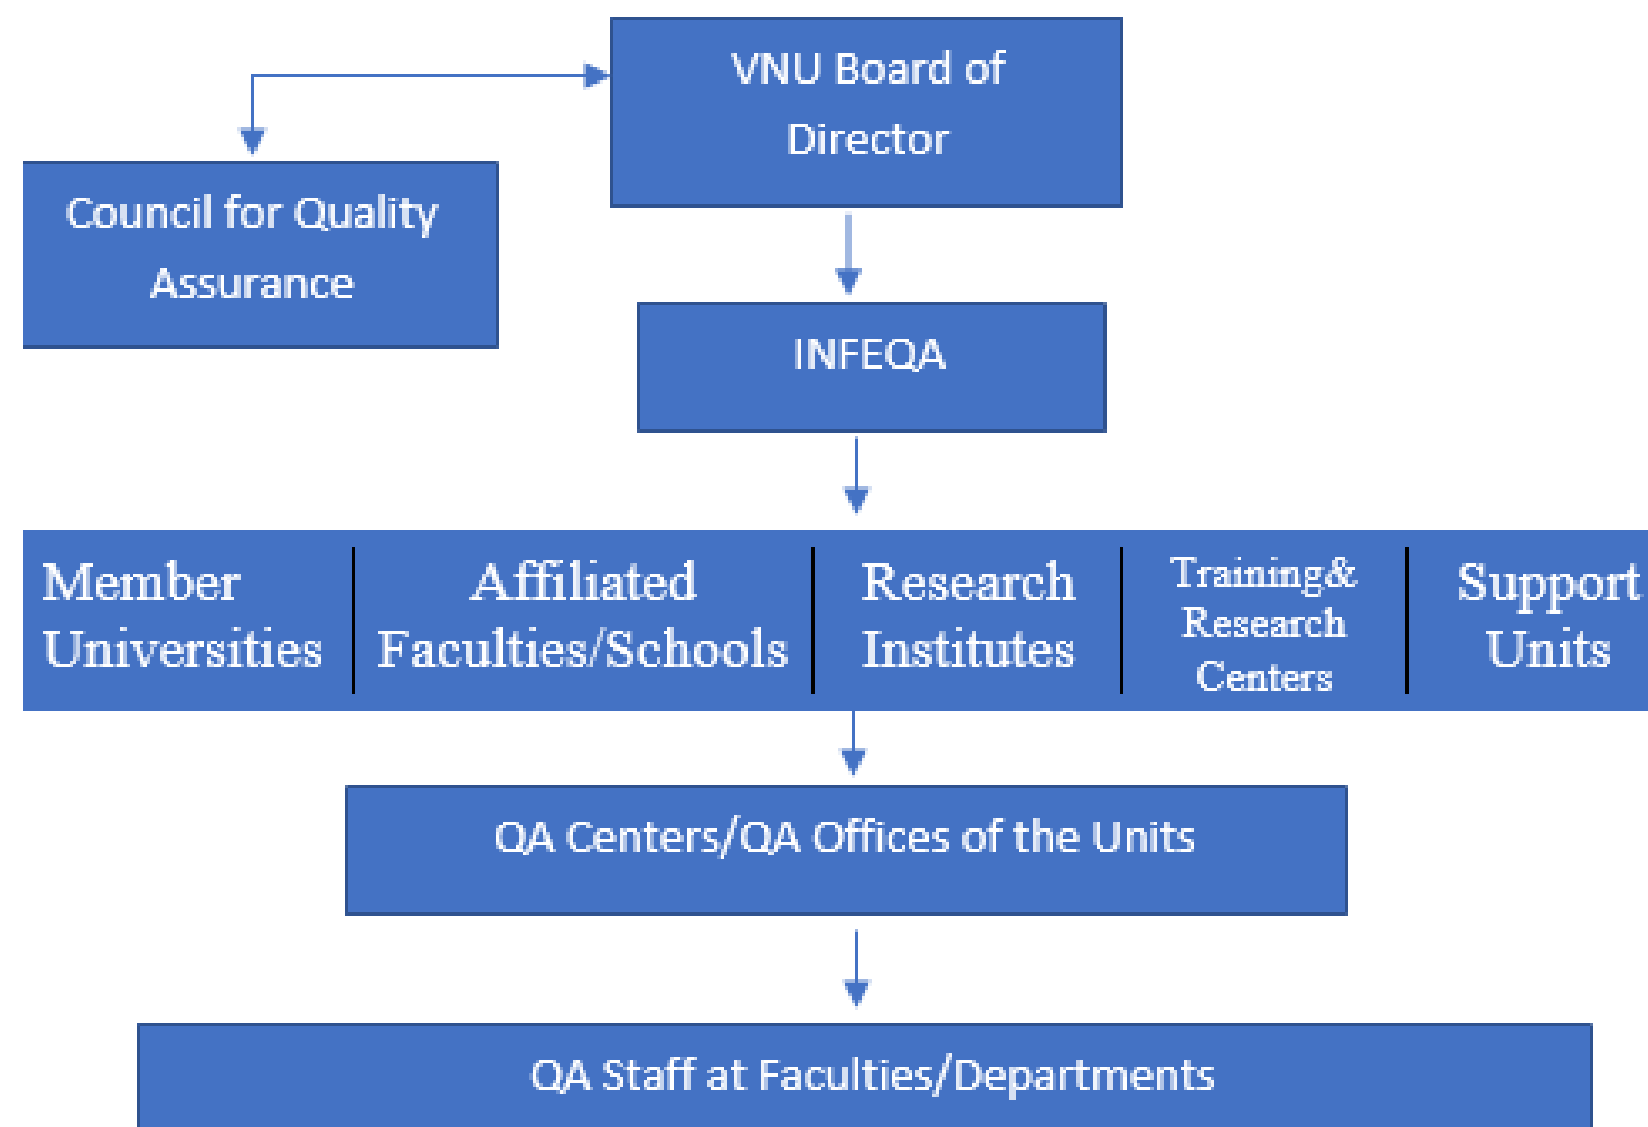 VNU Board of
Director
Council for Quality
Assurance
INFEQA
Member
Universities
Affiliated
Faculties/Schools
Research
Institutes
Training&
Research
Centers
Support
Units
QA Centers/QA Offices of the Units
QA Staff at Faculties/Departments